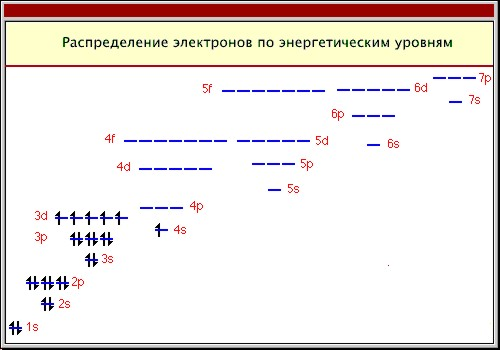 Распределение электронов по энергетическим уровням
7p
5f 6d
7s
6p
4f 5d 6s
4d 5p
5s
3d 4p
4s
3p
3s
2p
2s
1s